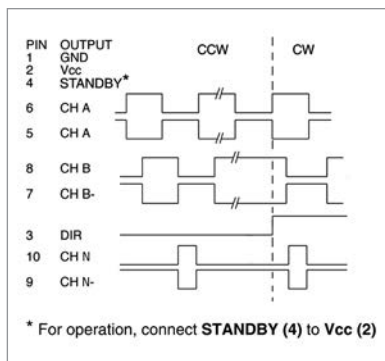 PIN OUTPUT CCW CW
1 GND
2 Vcc
4 STANDBY*
6 CH A
5 CH A
8 CH B
7 CH B-
3 DIR
10 CH N
9 CH N-
* For operation, connect STANDBY (4) to Vcc (2)